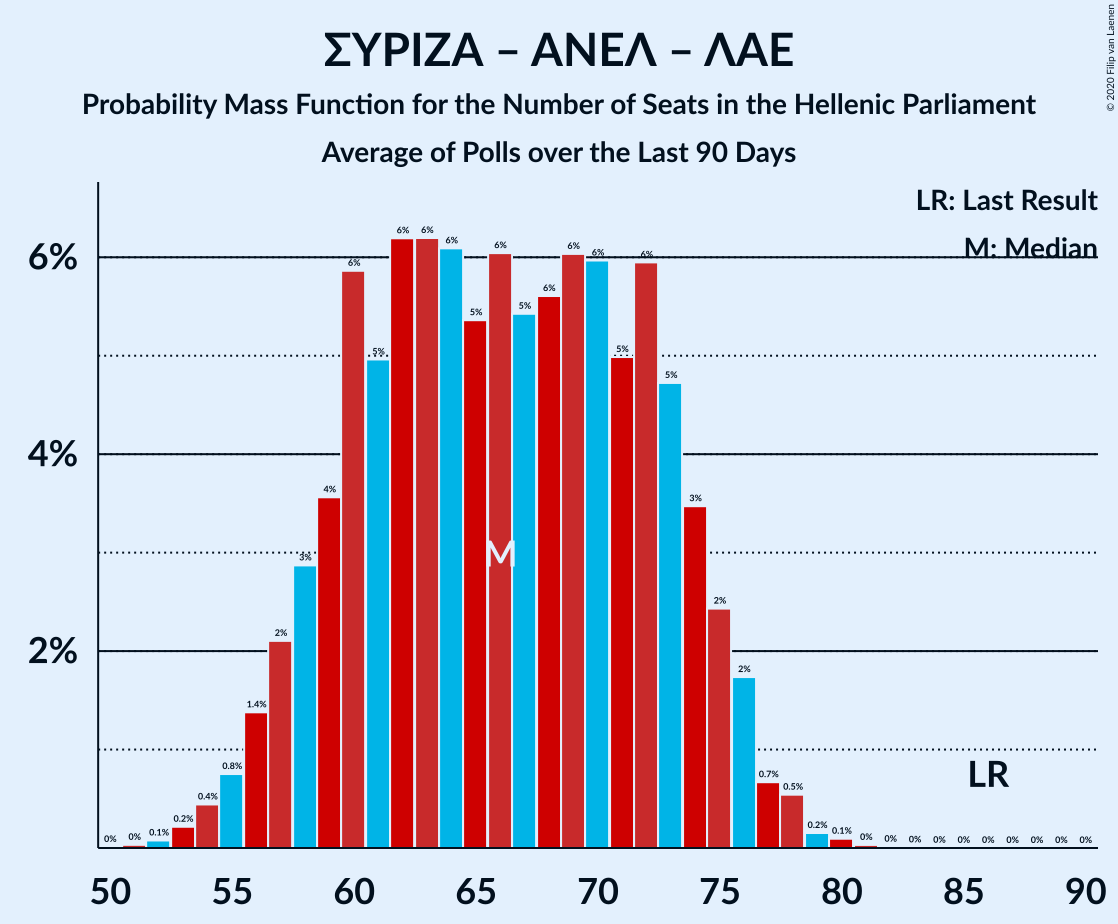 ΣΥΡΙΖΑ – ΑΝΕΛ – ΛΑΕ
Probability Mass Function for the Number of Seats in the Hellenic Parliament
Average of Polls over the Last 90 Days
© 2020 Filip van Laenen
LR: Last Result
M: Median
6%
4%
2%
0% 0% 0.1% 0.2% 0.4% 0.8% 1.4% 2% 3% 4% 6% 5% 6% 6% 6% 5% 6% 5% 6% 6% 6% 5% 6% 5% 3% 2% 2% 0.7% 0.5% 0.2% 0.1% 0% 0% 0% 0% 0% 0% 0% 0% 0% 0%
M
LR
50 55 60 65 70 75 80 85 90